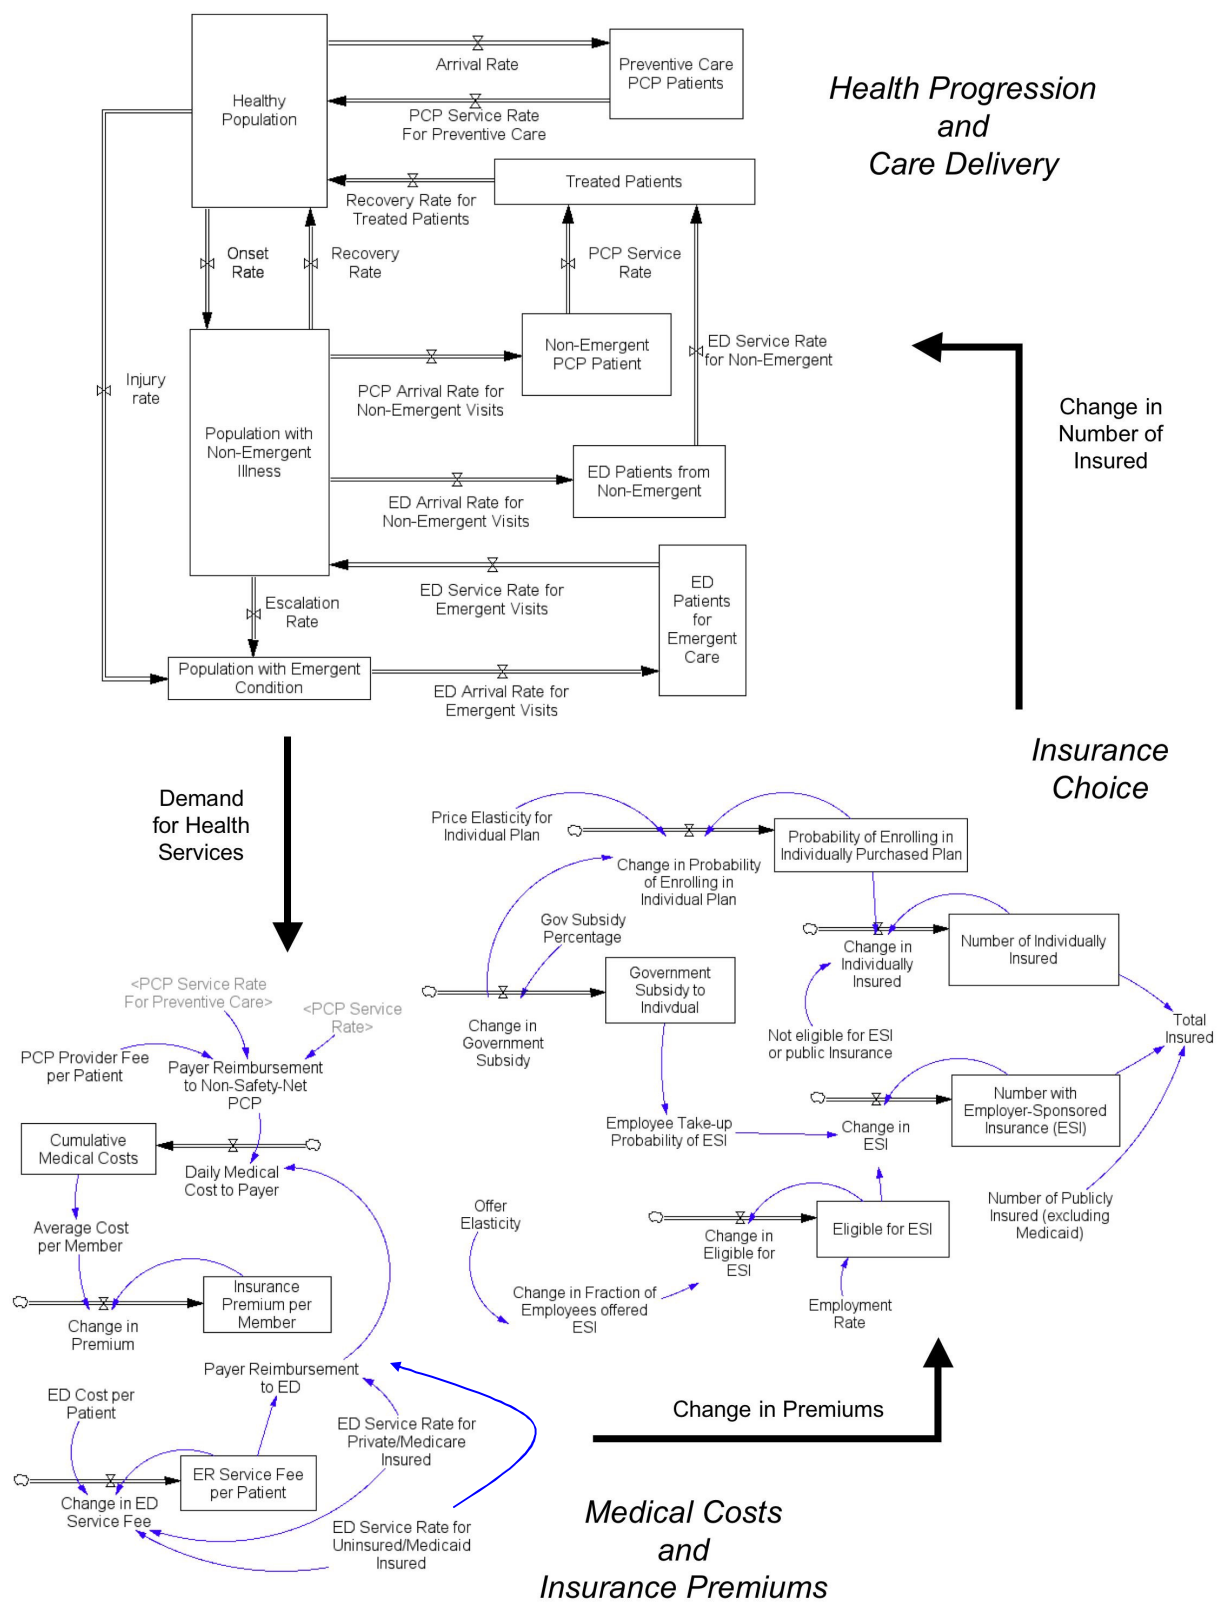 Healthy
Population
Arrival Rate
Preventive Care
PCP Patients
PCP Service Rate
For Preventive Care
Health Progression
and
Care Delivery
Treated Patients
Recovery Rate for
Treated Patients
Onset
Rate
Recovery
Rate
PCP Service
Rate
Injury
rate
Non-Emergent
PCP Patient
ED Service Rate
for Non-Emergent
PCP Arrival Rate for
Non-Emergent Visits
Population with
Non-Emergent
Illness
ED Patients from
Non-Emergent
ED Arrival Rate for
Non-Emergent Visits
Change in
Number of
Insured
ED Service Rate for
Emergent Visits
ED
Patients
for
Emergent
Care
Escalation
Rate
Population with Emergent
Condition
ED Arrival Rate for
Emergent Visits
Insurance
Choice
Demand
for Health
Services
Price Elasticity for
Individual Plan
Probability of Enrolling in
Individually Purchased Plan
Change in Probability
of Enrolling in
Individual Plan
Gov Subsidy
Percentage
Number of Individually
Insured
Change in
Individually
Insured
Government
Subsidy to
Indivdual
Change in
Government
Subsidy
Not eligible for ESI
or public Insurance
Total
Insured
<PCP Service Rate
For Preventive Care>
<PCP Service
Rate>
PCP Provider Fee
per Patient
Payer Reimbursement
to Non-Safety-Net
PCP
Number with
Employer-Sponsored
Insurance (ESI)
Employee Take-up
Probability of ESI
Change in
ESI
Cumulative
Medical Costs
Daily Medical
Cost to Payer
Number of Publicly
Insured (excluding
Medicaid)
Average Cost
per Member
Offer
Elasticity
Change in
Eligible for
ESI
Eligible for ESI
Change in Fraction of
Employees offered
ESI
Employment
Rate
Insurance
Premium per
Member
Change in
Premium
Payer Reimbursement
to ED
ED Cost per
Patient
ED Service Rate for
Private/Medicare
Insured
Change in Premiums
ER Service Fee
per Patient
Change in ED
Service Fee
ED Service Rate for
Uninsured/Medicaid
Insured
Medical Costs
and
Insurance Premiums